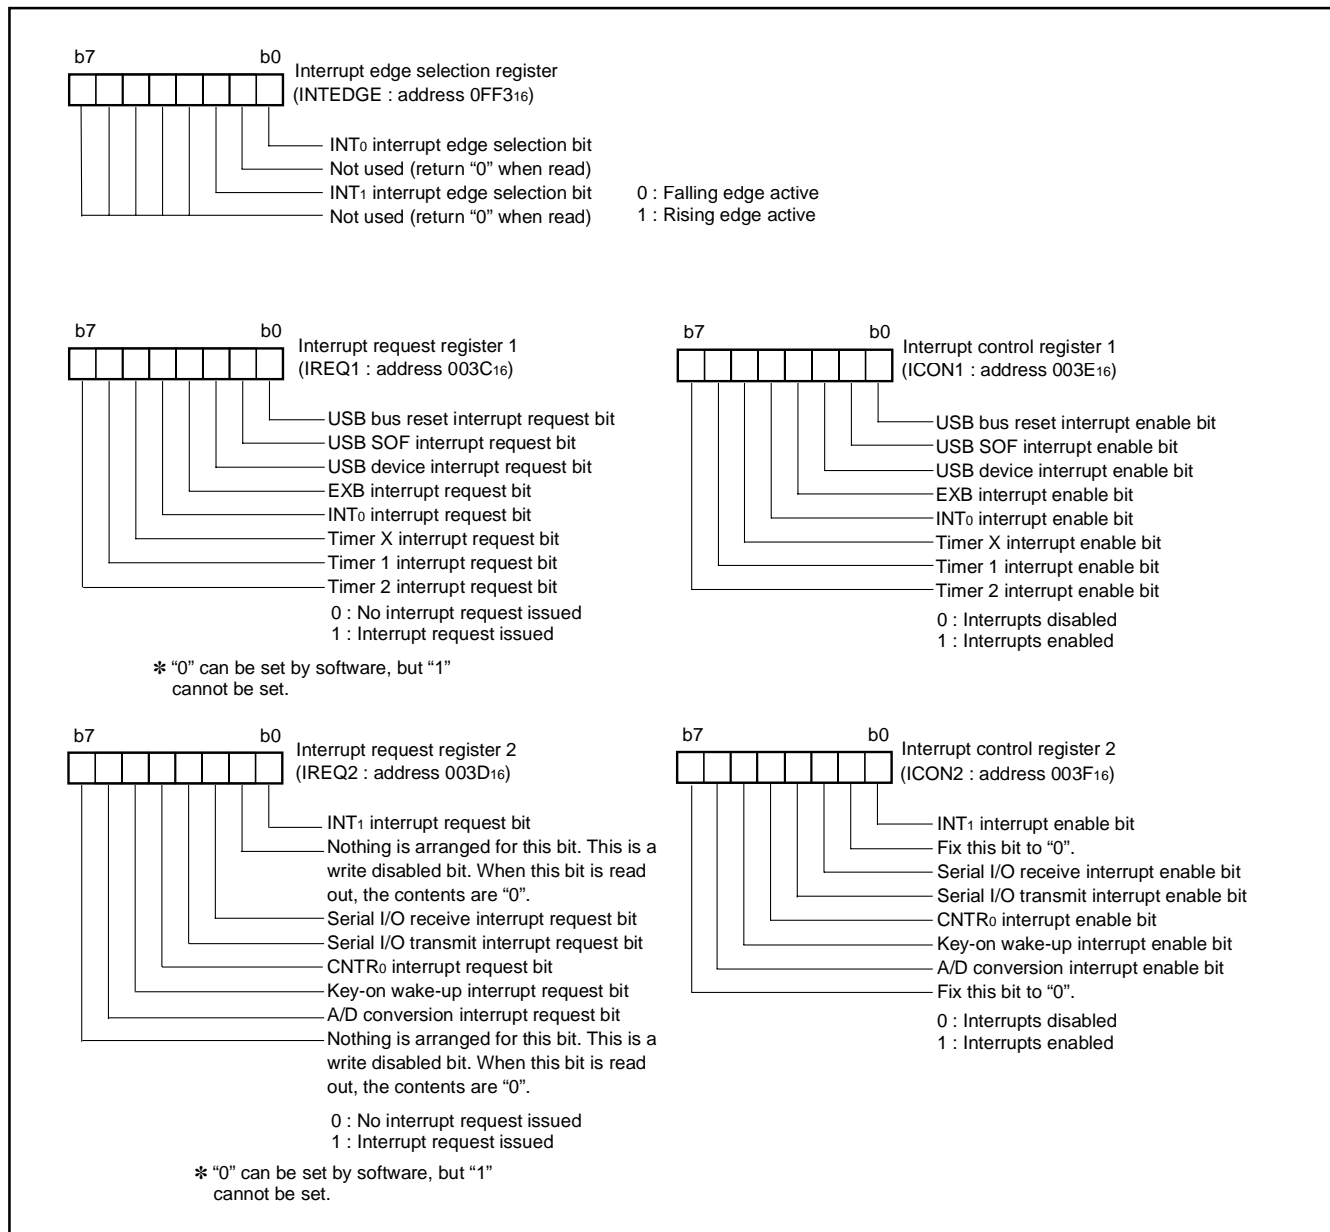 b7 b0
Interrupt edge selection register
(INTEDGE : address 0FF3₁₆)
INT₀ interrupt edge selection bit
Not used (return “0” when read)
INT₁ interrupt edge selection bit
Not used (return “0” when read)
0 : Falling edge active
1 : Rising edge active
b7 b0
Interrupt request register 1
(IREQ1 : address 003C₁₆)
USB bus reset interrupt request bit
USB SOF interrupt request bit
USB device interrupt request bit
EXB interrupt request bit
INT₀ interrupt request bit
Timer X interrupt request bit
Timer 1 interrupt request bit
Timer 2 interrupt request bit
0 : No interrupt request issued
1 : Interrupt request issued
✻ “0” can be set by software, but “1”
cannot be set.
b7 b0
Interrupt control register 1
(ICON1 : address 003E₁₆)
USB bus reset interrupt enable bit
USB SOF interrupt enable bit
USB device interrupt enable bit
EXB interrupt enable bit
INT₀ interrupt enable bit
Timer X interrupt enable bit
Timer 1 interrupt enable bit
Timer 2 interrupt enable bit
0 : Interrupts disabled
1 : Interrupts enabled
b7 b0
Interrupt request register 2
(IREQ2 : address 003D₁₆)
INT₁ interrupt request bit
Nothing is arranged for this bit. This is a
write disabled bit. When this bit is read
out, the contents are “0”.
Serial I/O receive interrupt request bit
Serial I/O transmit interrupt request bit
CNTR₀ interrupt request bit
Key-on wake-up interrupt request bit
A/D conversion interrupt request bit
Nothing is arranged for this bit. This is a
write disabled bit. When this bit is read
out, the contents are “0”.
0 : No interrupt request issued
1 : Interrupt request issued
✻ “0” can be set by software, but “1”
cannot be set.
b7 b0
Interrupt control register 2
(ICON2 : address 003F₁₆)
INT₁ interrupt enable bit
Fix this bit to “0”.
Serial I/O receive interrupt enable bit
Serial I/O transmit interrupt enable bit
CNTR₀ interrupt enable bit
Key-on wake-up interrupt enable bit
A/D conversion interrupt enable bit
Fix this bit to “0”.
0 : Interrupts disabled
1 : Interrupts enabled